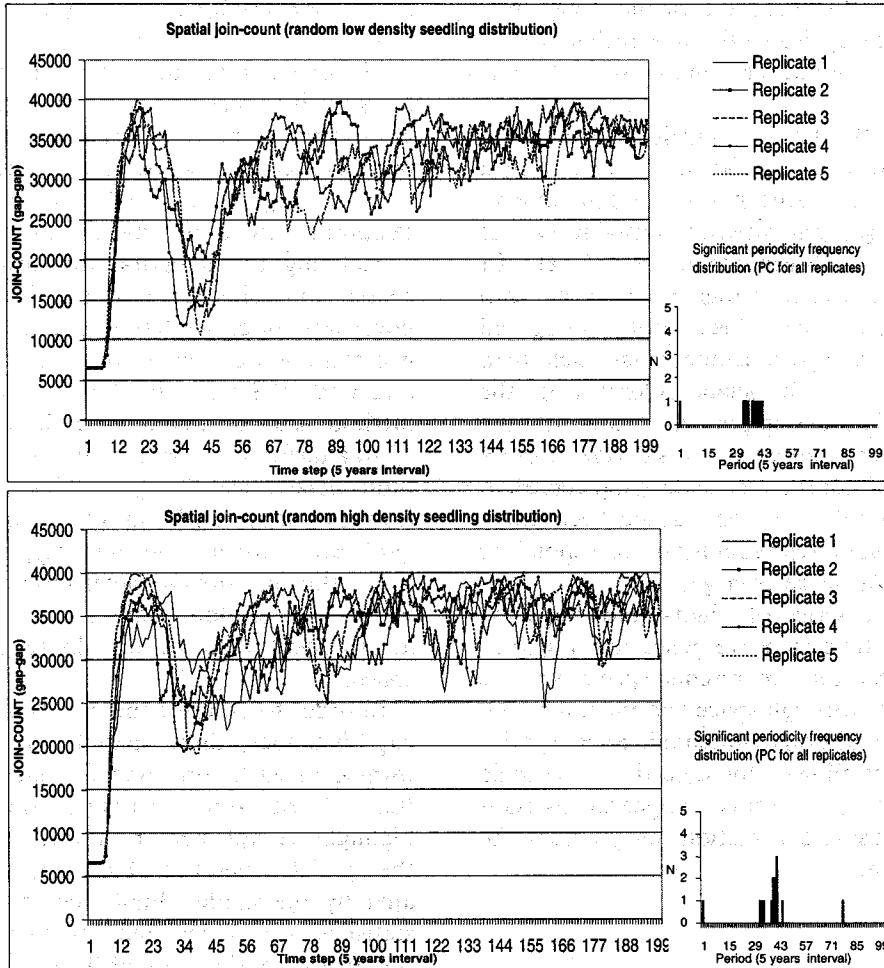 Spatial join-count (random low density seedling distribution)
JOIN-COUNT (gap-gap)
45000
40000
35000
30000
25000
20000
15000
10000
5000
0
1 12 23 34 45 56 67 78 89 100 111 122 133 144 155 166 177 188 199
Time step (5 years interval)
Replicate 1
Replicate 2
Replicate 3
Replicate 4
Replicate 5
Significant periodicity frequency
distribution (PC for all replicates)
5
4
3
2
1
0
N
1 15 29 43 57 71 85 99
Period (5 years interval)
Spatial join-count (random high density seedling distribution)
JOIN-COUNT (gap-gap)
45000
40000
35000
30000
25000
20000
15000
10000
5000
0
1 12 23 34 45 56 67 78 89 100 111 122 133 144 155 166 177 188 199
Time step (5 years interval)
Replicate 1
Replicate 2
Replicate 3
Replicate 4
Replicate 5
Significant periodicity frequency
distribution (PC for all replicates)
5
4
3
2
1
0
N
1 15 29 43 57 71 85 99
Period (5 years interval)